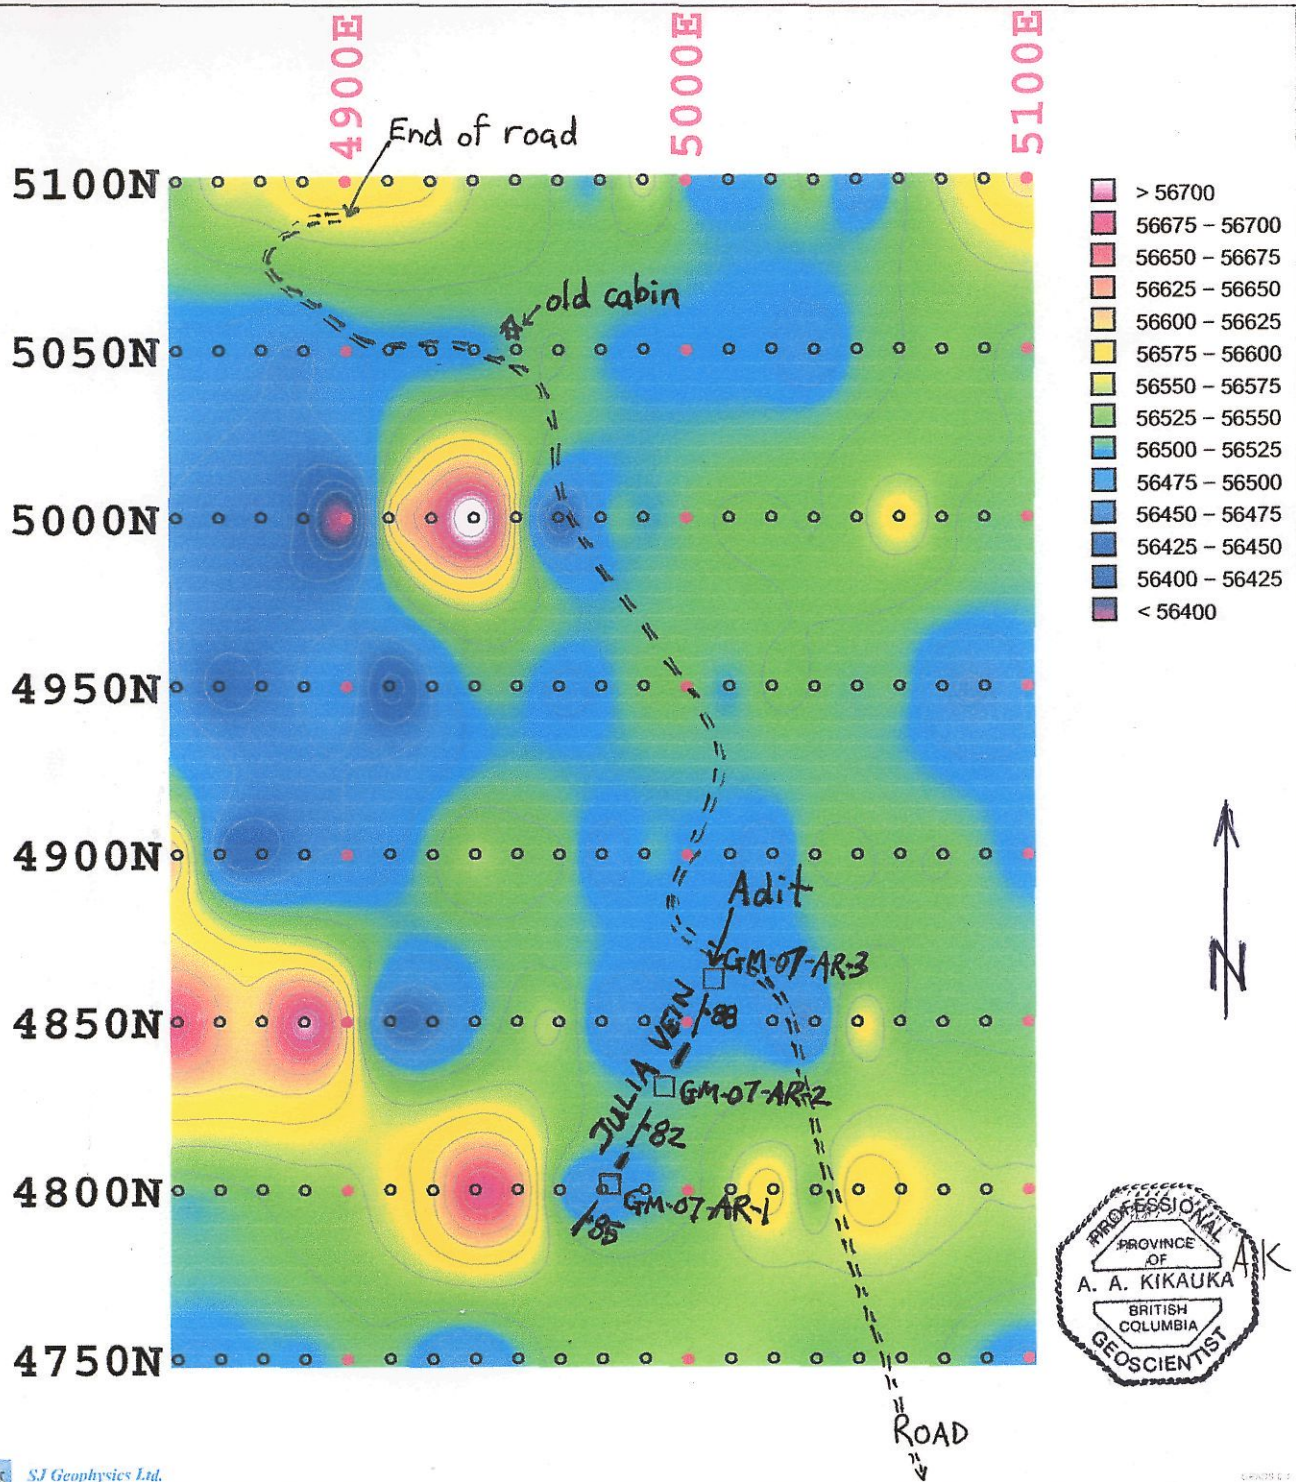 4900E
5000E
5100E
End of road
5100N
old cabin
5050N
5000N
4950N
4900N
Adit
GM-07-AR-3
4850N
88
JULIA VEIN
GM-07-AR-2
82
4800N
GM-07-AR-1
85
4750N
ROAD
> 56700
56675 – 56700
56650 – 56675
56625 – 56650
56600 – 56625
56575 – 56600
56550 – 56575
56525 – 56550
56500 – 56525
56475 – 56500
56450 – 56475
56425 – 56450
56400 – 56425
< 56400
N
PROFESSIONAL
PROVINCE
OF
A. A. KIKAUKA
BRITISH
COLUMBIA
GEOSCIENTIST
AK
SJ Geophysics Ltd.